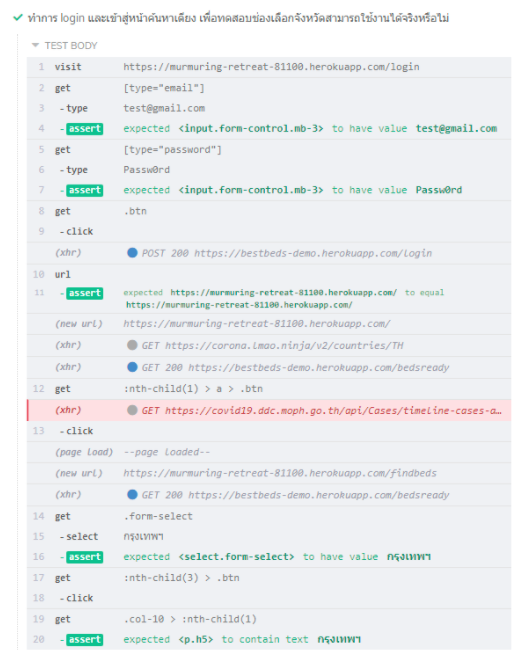 ✔ ทำการ login และเข้าสู่หน้าค้นหาเตียง เพื่อทดสอบช่องเลือกจังหวัดสามารถใช้งานได้จริงหรือไม่
TEST BODY
1 visit https://murmuring-retreat-81100.herokuapp.com/login
2 get [type="email"]
3 -type test@gmail.com
4 -assert expected <input.form-control.mb-3> to have value test@gmail.com
5 get [type="password"]
6 -type Passw0rd
7 -assert expected <input.form-control.mb-3> to have value Passw0rd
8 get .btn
9 -click
(xhr) POST 200 https://bestbeds-demo.herokuapp.com/login
10 url
11 -assert expected https://murmuring-retreat-81100.herokuapp.com/ to equal
https://murmuring-retreat-81100.herokuapp.com/
(new url) https://murmuring-retreat-81100.herokuapp.com/
(xhr) GET https://corona.lmao.ninja/v2/countries/TH
(xhr) GET 200 https://bestbeds-demo.herokuapp.com/bedsready
12 get :nth-child(1) > a > .btn
(xhr) GET https://covid19.ddc.moph.go.th/api/Cases/timeline-cases-a…
13 -click
(page load) --page loaded--
(new url) https://murmuring-retreat-81100.herokuapp.com/findbeds
(xhr) GET 200 https://bestbeds-demo.herokuapp.com/bedsready
14 get .form-select
15 -select กรุงเทพฯ
16 -assert expected <select.form-select> to have value กรุงเทพฯ
17 get :nth-child(3) > .btn
18 -click
19 get .col-10 > :nth-child(1)
20 -assert expected <p.h5> to contain text กรุงเทพฯ